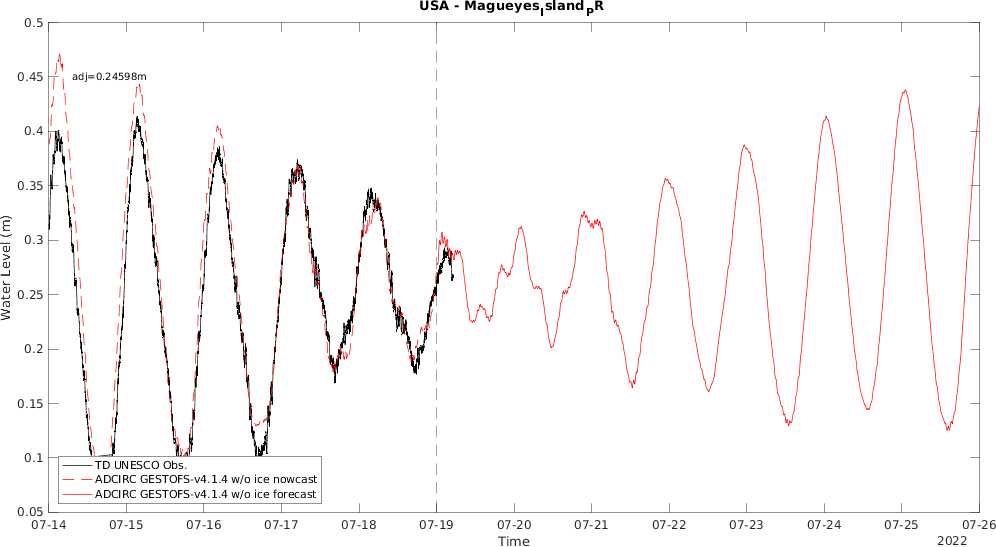 USA - Magueyes_Island_PR
adj=0.24598m
Water Level (m)
0.5
0.45
0.4
0.35
0.3
0.25
0.2
0.15
0.1
0.05
TD UNESCO Obs.
ADCIRC GESTOFS-v4.1.4 w/o ice nowcast
ADCIRC GESTOFS-v4.1.4 w/o ice forecast
07-14 07-15 07-16 07-17 07-18 07-19 07-20 07-21 07-22 07-23 07-24 07-25 07-26
Time
2022